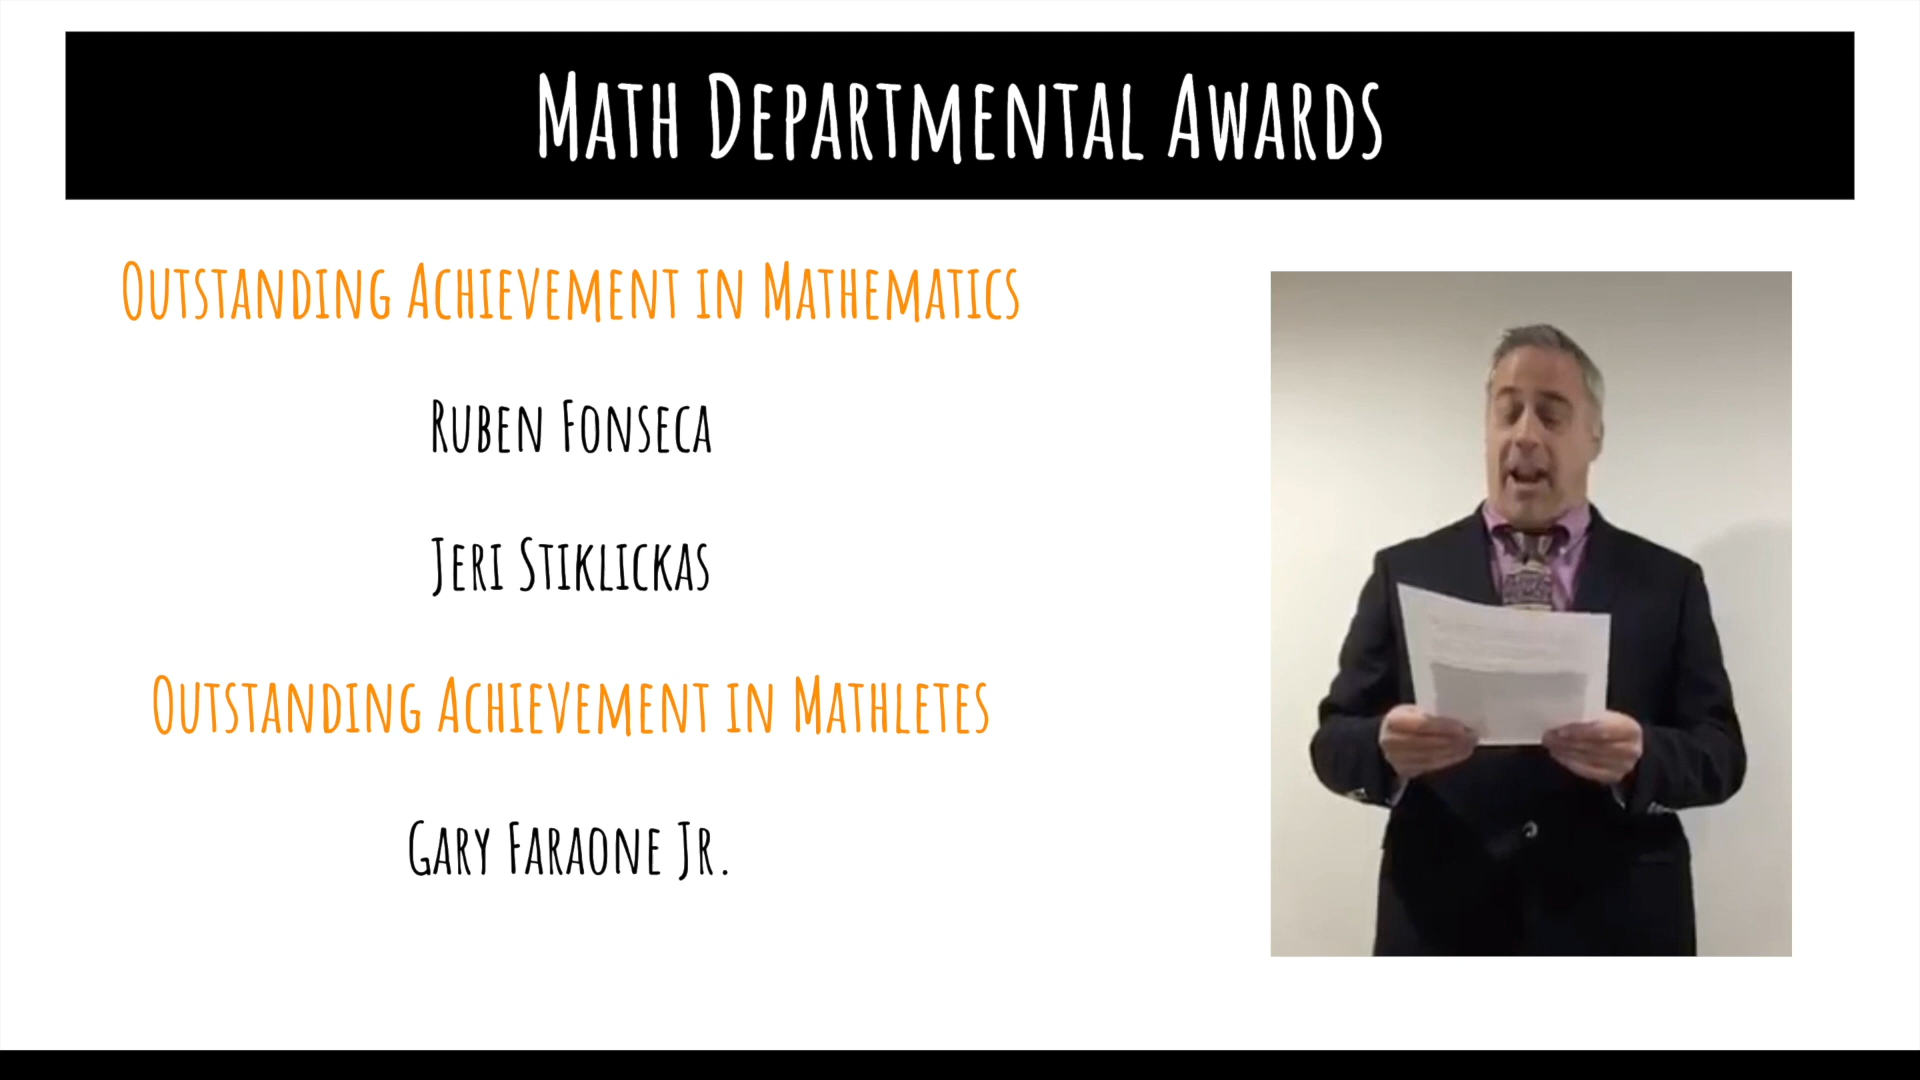 Math Departmental Awards
Outstanding Achievement in Mathematics
Ruben Fonseca
Jeri Stiklickas
Outstanding Achievement in Mathletes
Gary Faraone Jr.